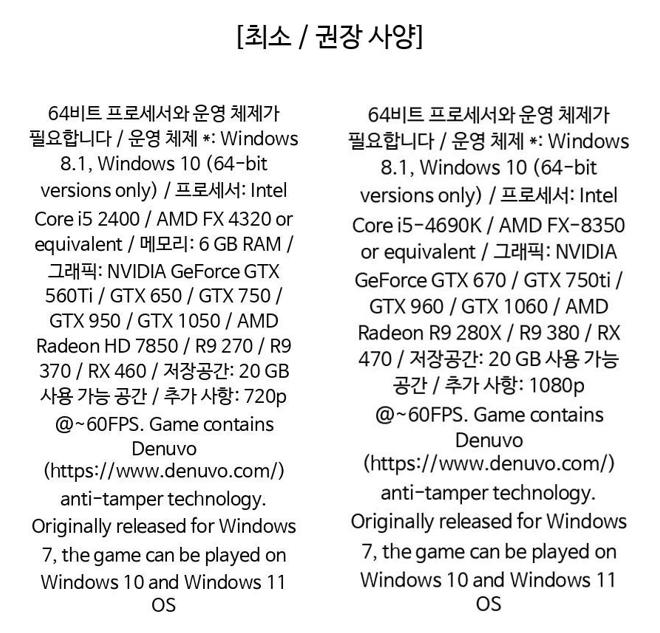 [최소 / 권장 사양]
64비트 프로세서와 운영 체제가
필요합니다 / 운영 체제 *: Windows
8.1, Windows 10 (64-bit
versions only) / 프로세서: Intel
Core i5 2400 / AMD FX 4320 or
equivalent / 메모리: 6 GB RAM /
그래픽: NVIDIA GeForce GTX
560Ti / GTX 650 / GTX 750 /
GTX 950 / GTX 1050 / AMD
Radeon HD 7850 / R9 270 / R9
370 / RX 460 / 저장공간: 20 GB
사용 가능 공간 / 추가 사항: 720p
@~60FPS. Game contains
Denuvo
(https://www.denuvo.com/)
anti-tamper technology.
Originally released for Windows
7, the game can be played on
Windows 10 and Windows 11
OS
64비트 프로세서와 운영 체제가
필요합니다 / 운영 체제 *: Windows
8.1, Windows 10 (64-bit
versions only) / 프로세서: Intel
Core i5-4690K / AMD FX-8350
or equivalent / 그래픽: NVIDIA
GeForce GTX 670 / GTX 750ti /
GTX 960 / GTX 1060 / AMD
Radeon R9 280X / R9 380 / RX
470 / 저장공간: 20 GB 사용 가능
공간 / 추가 사항: 1080p
@~60FPS. Game contains
Denuvo
(https://www.denuvo.com/)
anti-tamper technology.
Originally released for Windows
7, the game can be played on
Windows 10 and Windows 11
OS